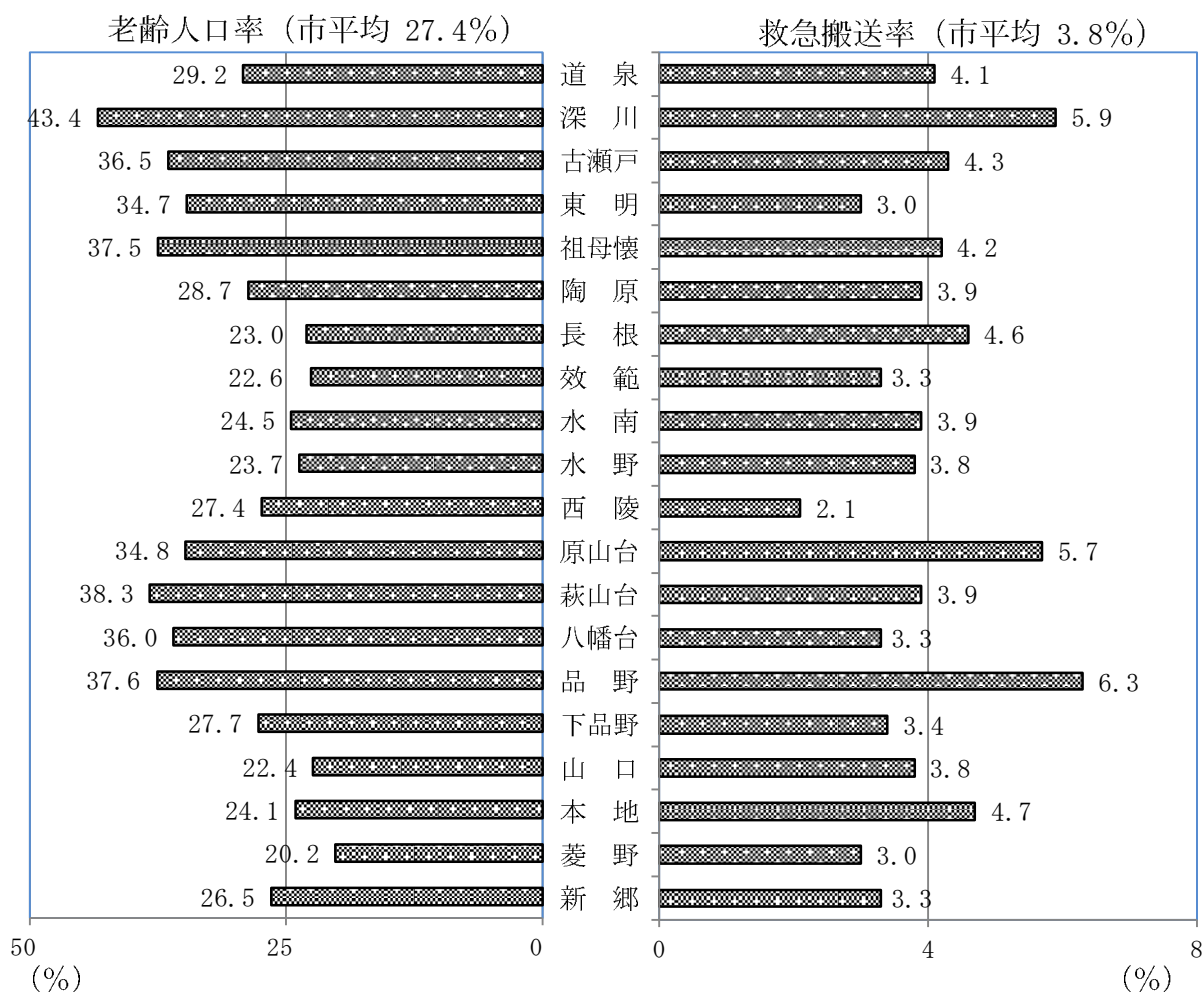 老齢人口率（市平均 27.4%） 救急搬送率（市平均 3.8%）
29.2 道 泉 4.1
43.4 深 川 5.9
36.5 古瀬戸 4.3
34.7 東 明 3.0
37.5 祖母懐 4.2
28.7 陶 原 3.9
23.0 長 根 4.6
22.6 效 範 3.3
24.5 水 南 3.9
23.7 水 野 3.8
27.4 西 陵 2.1
34.8 原山台 5.7
38.3 萩山台 3.9
36.0 八幡台 3.3
37.6 品 野 6.3
27.7 下品野 3.4
22.4 山 口 3.8
24.1 本 地 4.7
20.2 菱 野 3.0
26.5 新 郷 3.3
50 25 0 0 4 8
(%) (%)